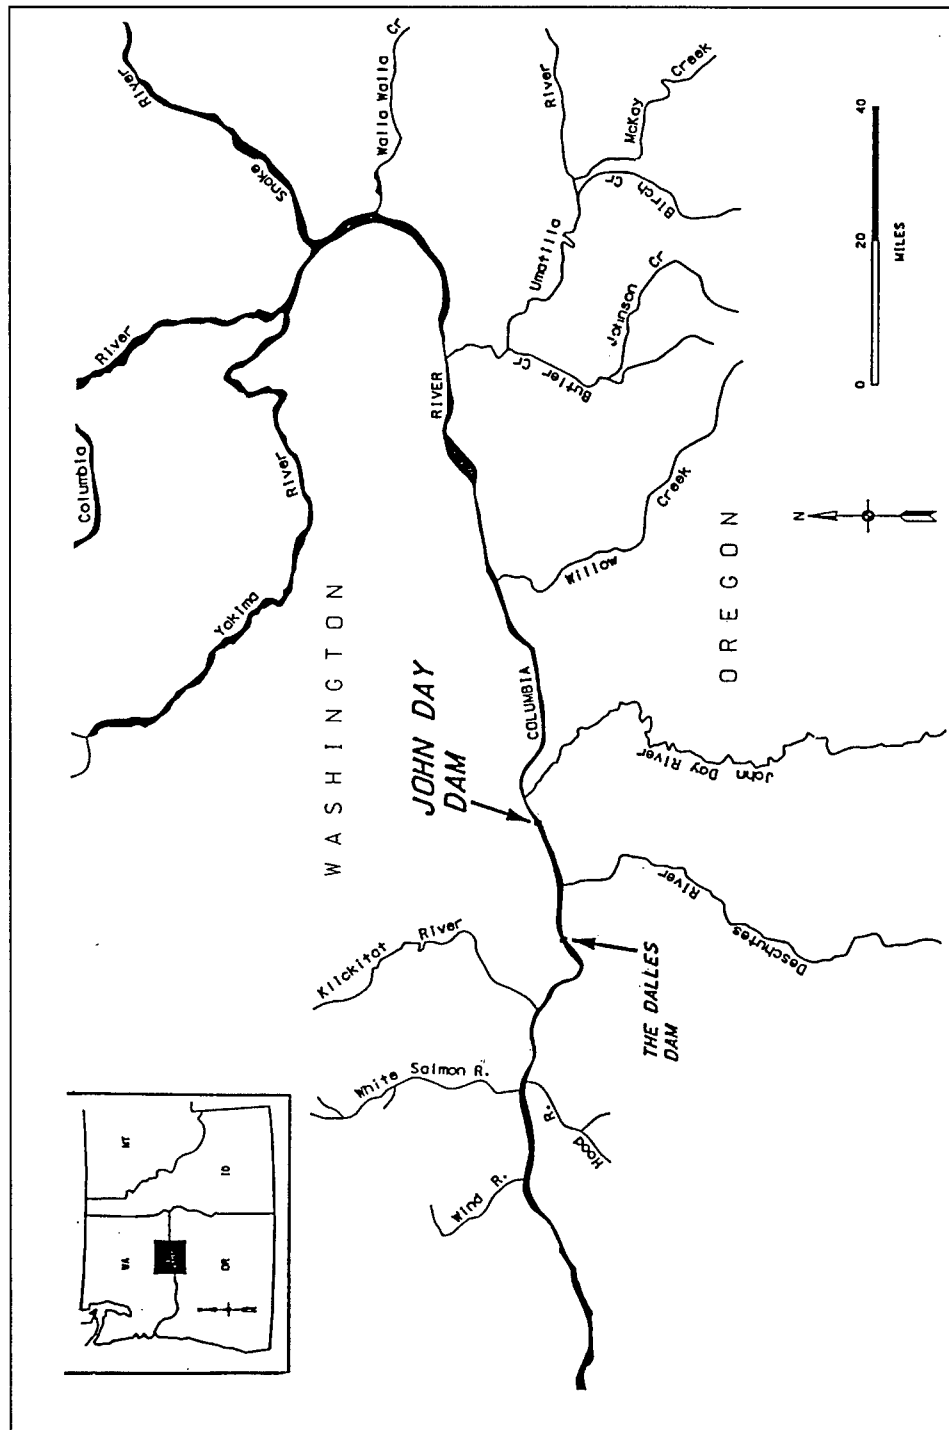 WA
MT
OR
ID
Columbia
River
Yakima
River
River
Snake
Walla Walla
Cr
WASHINGTON
Klickitat
River
White
Salmon R.
Wind
R.
Hood
R.
JOHN DAY
DAM
THE DALLES
DAM
COLUMBIA
RIVER
Deschutes
River
John Day River
Willow
Creek
Butler
Cr
Johnson
Cr
Umatilla
River
Birch
Cr
McKay
Creek
OREGON
N
0
20
40
MILES